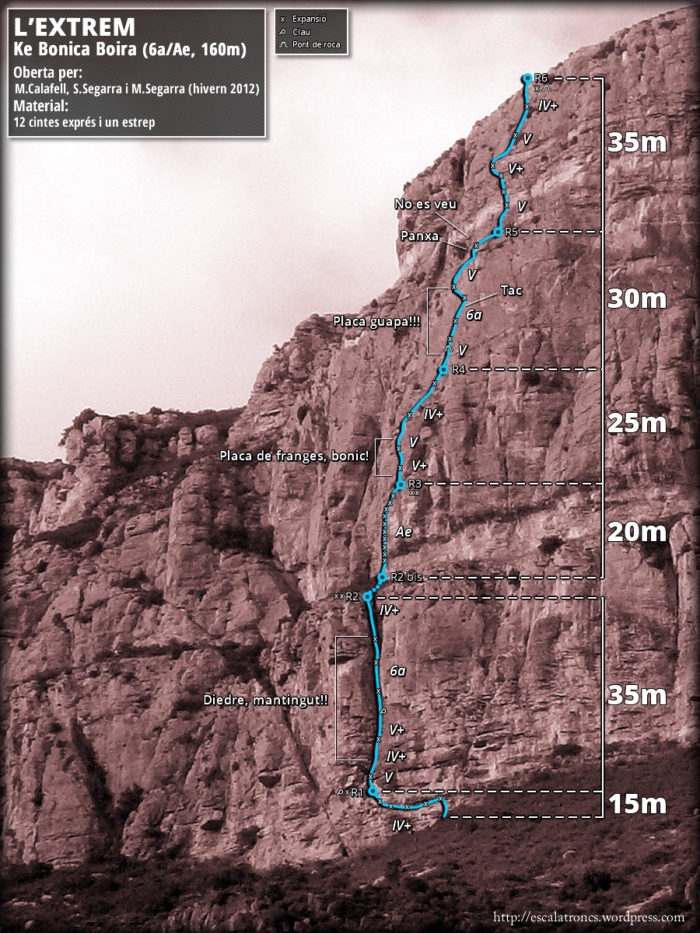 L'EXTREM
Ke Bonica Boira (6a/Ae, 160m)
Oberta per:
M.Calafell, S.Segarra i M.Segarra (hivern 2012)
Material:
12 cintes exprés i un estrep
x Expansió
Clau
Pont de roca
R6
x
IV+
V
35m
V+
V
No es veu
R5
Panxa
V
Tac
30m
6a
Placa guapa!!!
V
R4
IV+
25m
V
Placa de franges, bonic!
V+
R3
xx
Ae
20m
R2 bis
xx R2
IV+
6a
Diedre, mantingut!!
35m
V+
IV+
V
x R1
15m
IV+
http://escalatroncs.wordpress.com